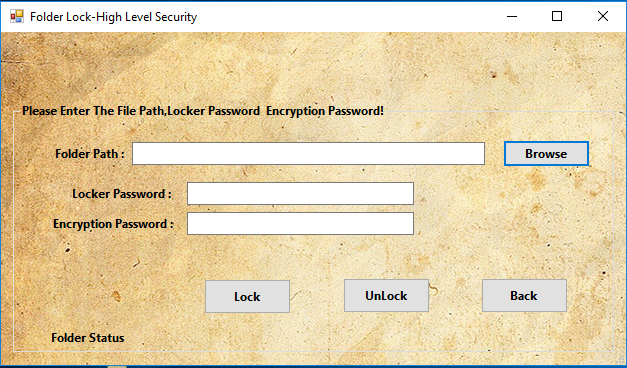 Folder Lock-High Level Security
Please Enter The File Path,Locker Password  Encryption Password!
Folder Path :
Browse
Locker Password :
Encryption Password :
Lock
UnLock
Back
Folder Status